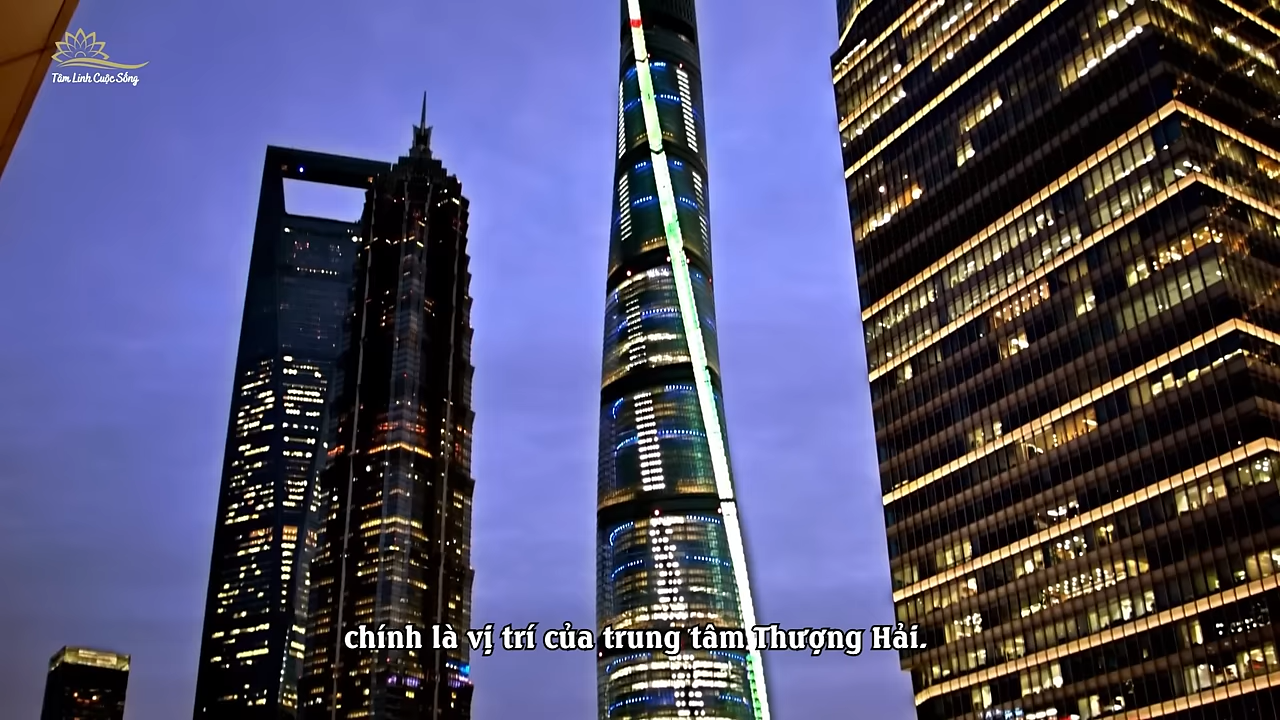 Tâm Linh Cuộc Sống
chính là vị trí của trung tâm Thượng Hải.